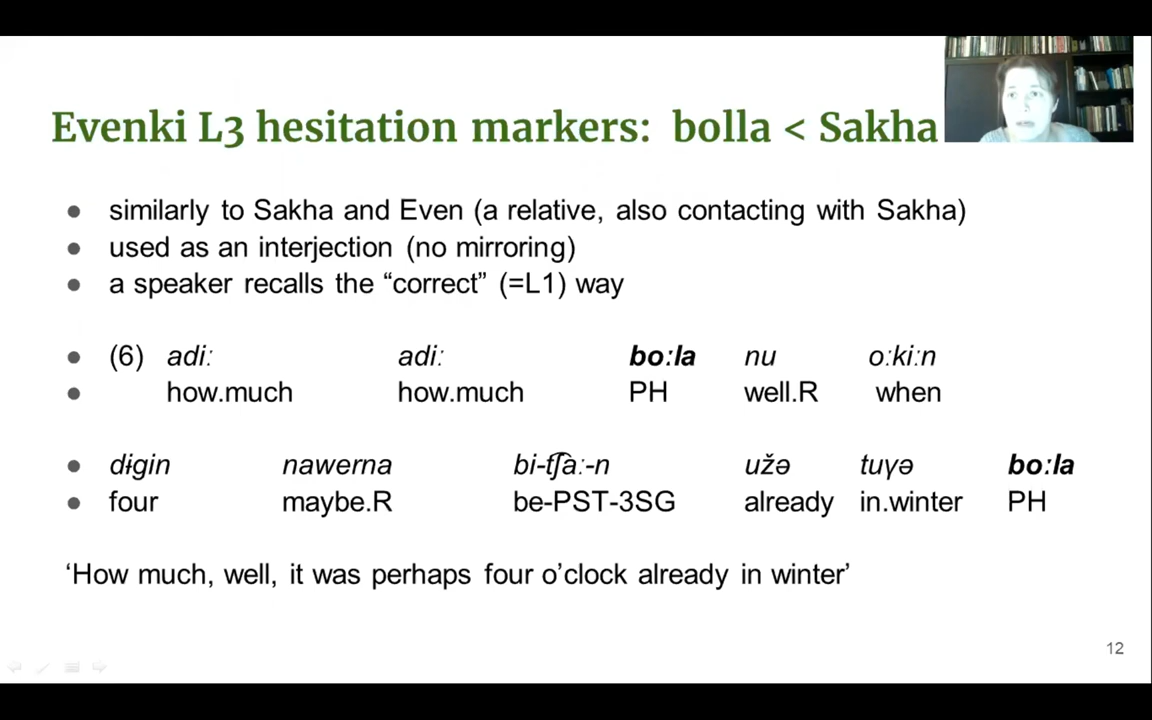 Evenki L3 hesitation markers: bolla < Sakha
● similarly to Sakha and Even (a relative, also contacting with Sakha)
● used as an interjection (no mirroring)
● a speaker recalls the “correct” (=L1) way
● (6) adiː adiː boːla nu oːkiːn
● how.much how.much PH well.R when
● dɨgin nawerna bi-t͡ʃaː-n užə tuɣə boːla
● four maybe.R be-PST-3SG already in.winter PH
‘How much, well, it was perhaps four o’clock already in winter’
12